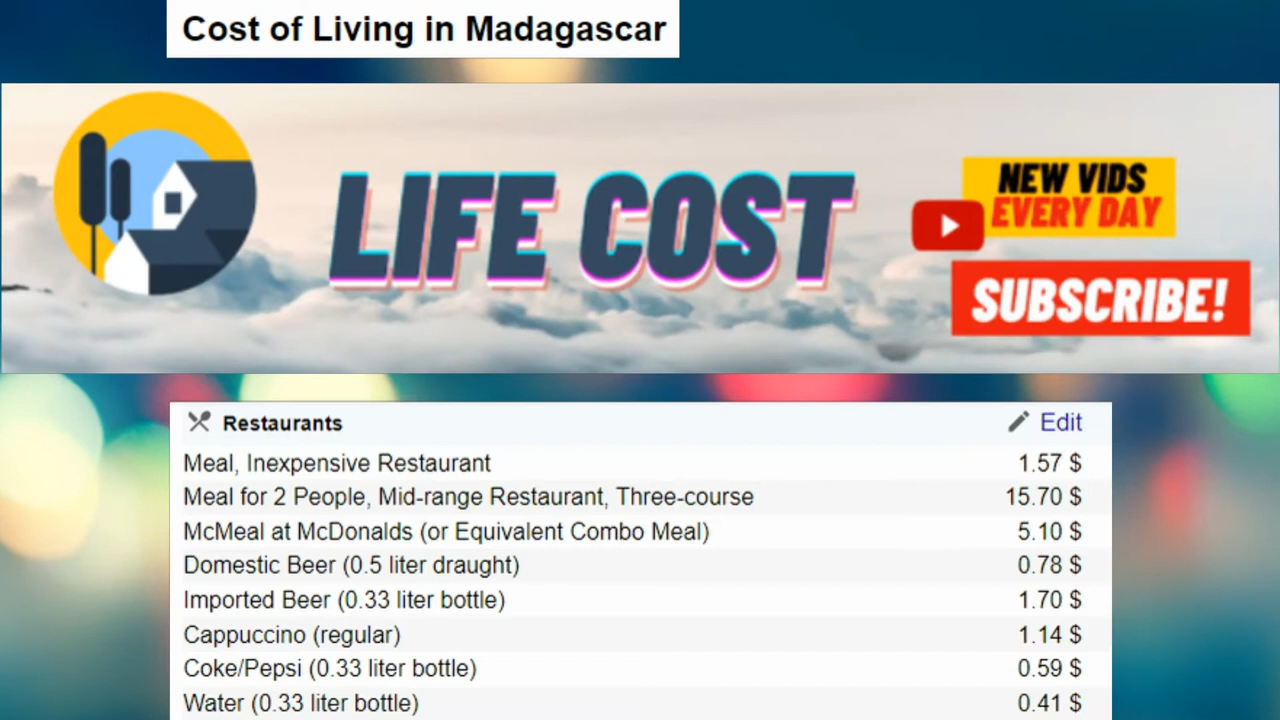 Cost of Living in Madagascar
LIFE COST
NEW VIDS
EVERY DAY
SUBSCRIBE!
Restaurants Edit
Meal, Inexpensive Restaurant 1.57 $
Meal for 2 People, Mid-range Restaurant, Three-course 15.70 $
McMeal at McDonalds (or Equivalent Combo Meal) 5.10 $
Domestic Beer (0.5 liter draught) 0.78 $
Imported Beer (0.33 liter bottle) 1.70 $
Cappuccino (regular) 1.14 $
Coke/Pepsi (0.33 liter bottle) 0.59 $
Water (0.33 liter bottle) 0.41 $